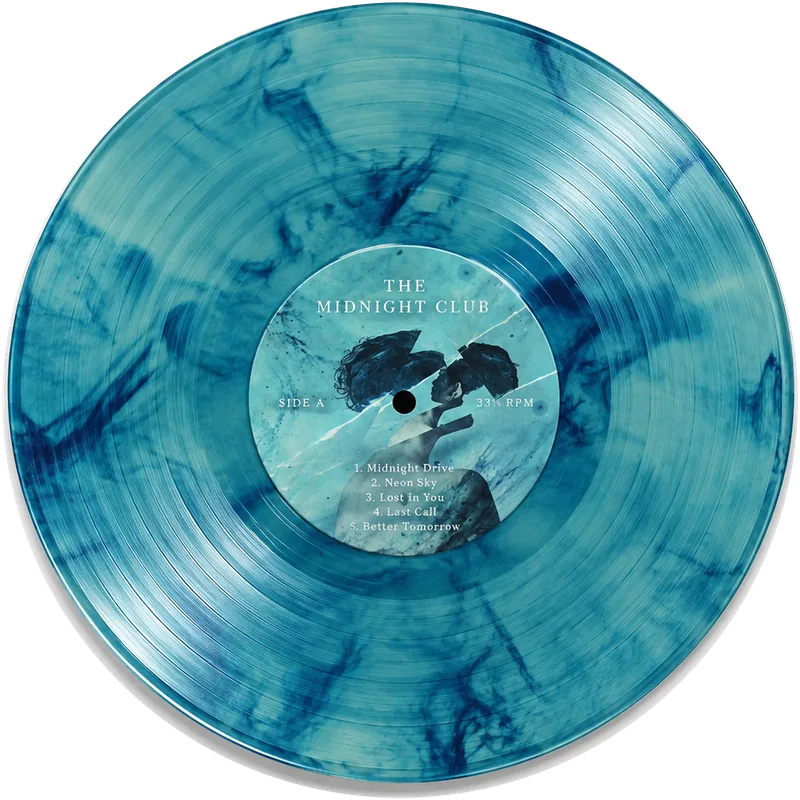 THE
MIDNIGHT CLUB
SIDE A
33⅓ RPM
1. Midnight Drive
2. Neon Sky
3. Lost in You
4. Last Call
5. Better Tomorrow